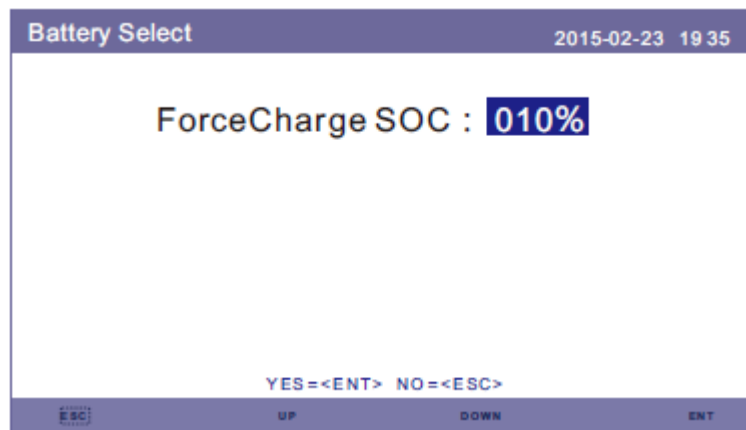 Battery Select 2015-02-23 19 35
ForceCharge SOC : 010%
YES=<ENT> NO=<ESC>
ESC UP DOWN ENT